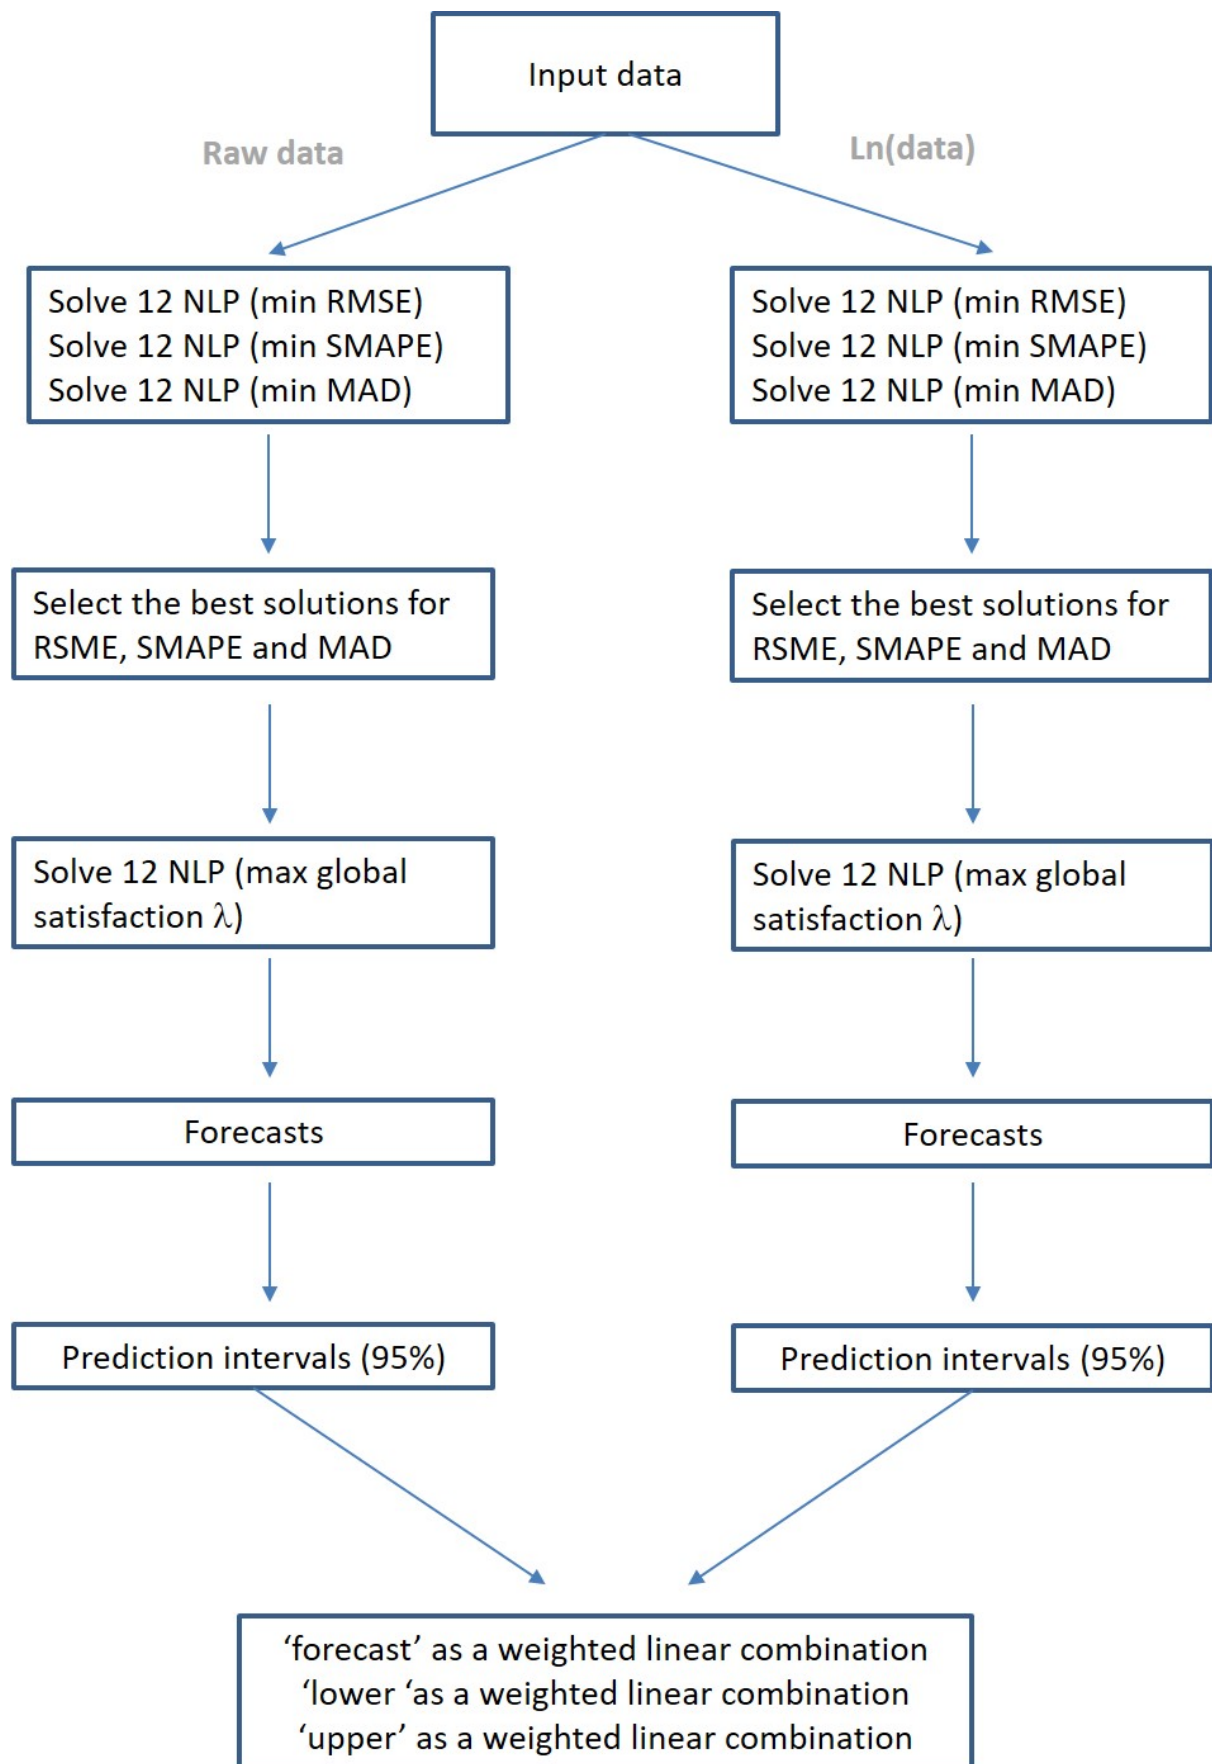 Input data
Raw data
Ln(data)
Solve 12 NLP (min RMSE)
Solve 12 NLP (min SMAPE)
Solve 12 NLP (min MAD)
Solve 12 NLP (min RMSE)
Solve 12 NLP (min SMAPE)
Solve 12 NLP (min MAD)
Select the best solutions for
RSME, SMAPE and MAD
Select the best solutions for
RSME, SMAPE and MAD
Solve 12 NLP (max global
satisfaction λ)
Solve 12 NLP (max global
satisfaction λ)
Forecasts
Forecasts
Prediction intervals (95%)
Prediction intervals (95%)
‘forecast’ as a weighted linear combination
‘lower ‘as a weighted linear combination
‘upper’ as a weighted linear combination